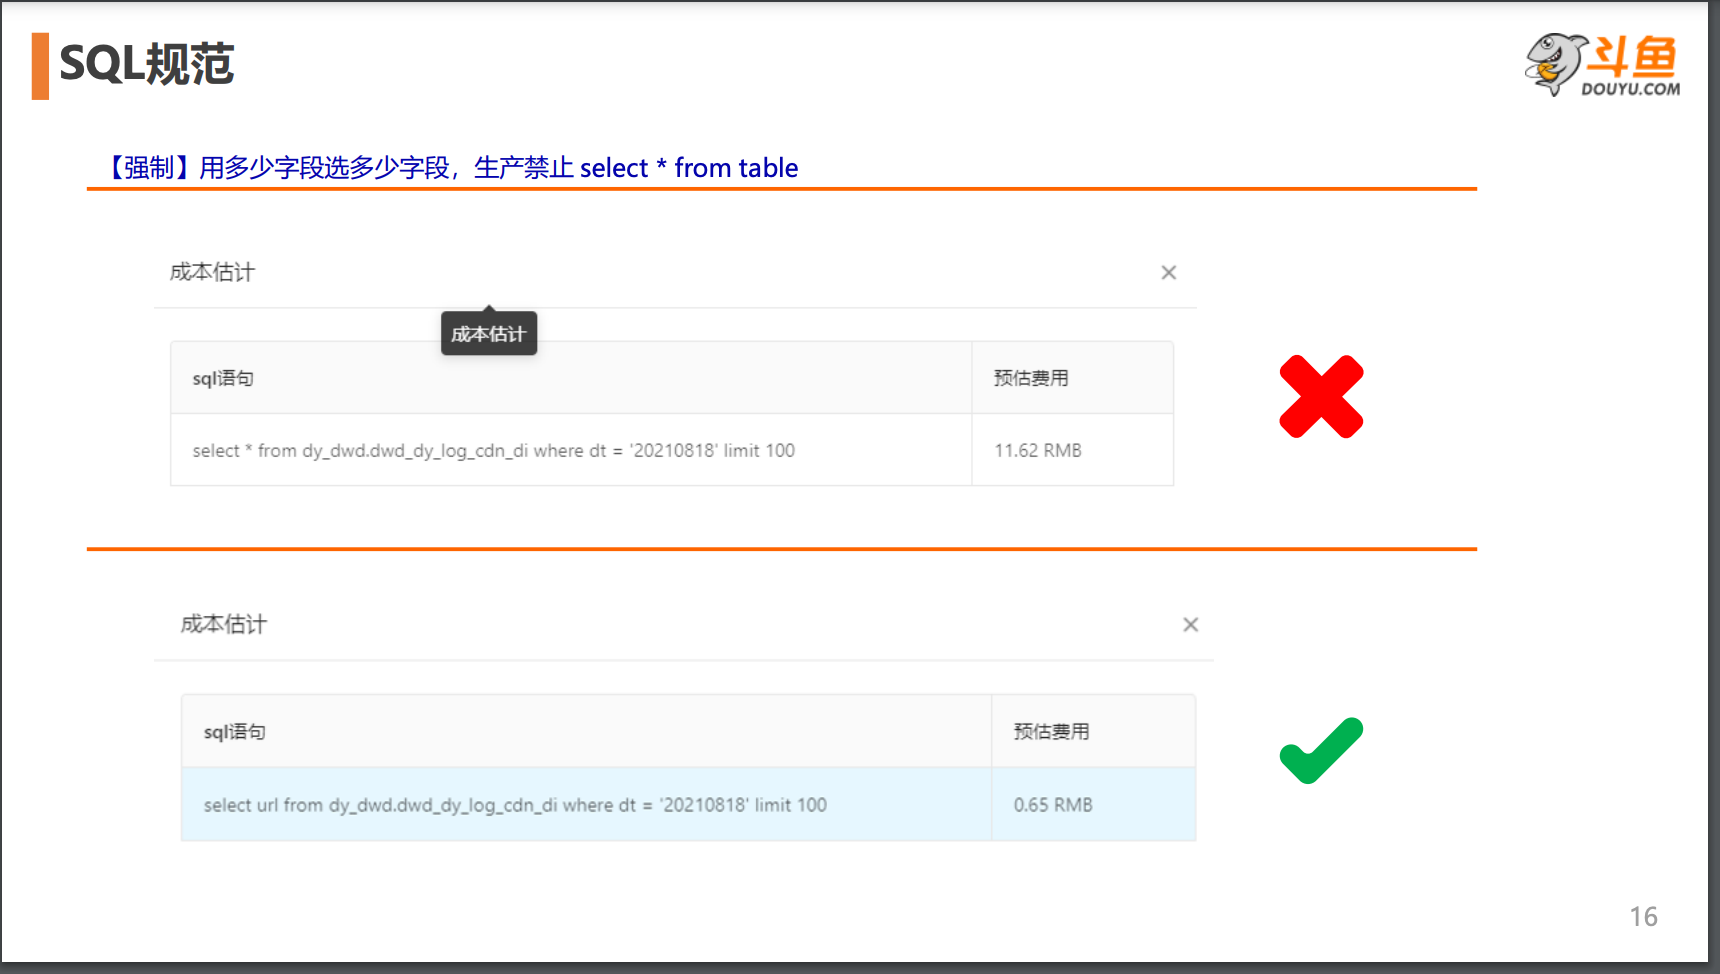 SQL规范
斗鱼
DOUYU.COM
【强制】用多少字段选多少字段，生产禁止 select * from table
成本估计
成本估计
sql语句 预估费用
select * from dy_dwd.dwd_dy_log_cdn_di where dt = '20210818' limit 100 11.62 RMB
成本估计
sql语句 预估费用
select url from dy_dwd.dwd_dy_log_cdn_di where dt = '20210818' limit 100 0.65 RMB
16